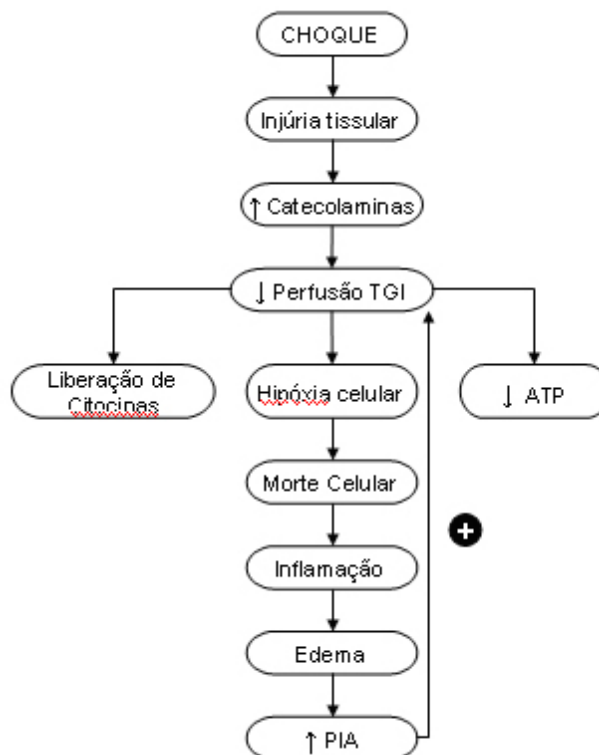 CHOQUE
Injúria tissular
↑ Catecolaminas
↓ Perfusão TGI
Liberação de
Citocinas
Hipóxia celular
↓ ATP
Morte Celular
Inflamação
Edema
↑ PIA
+